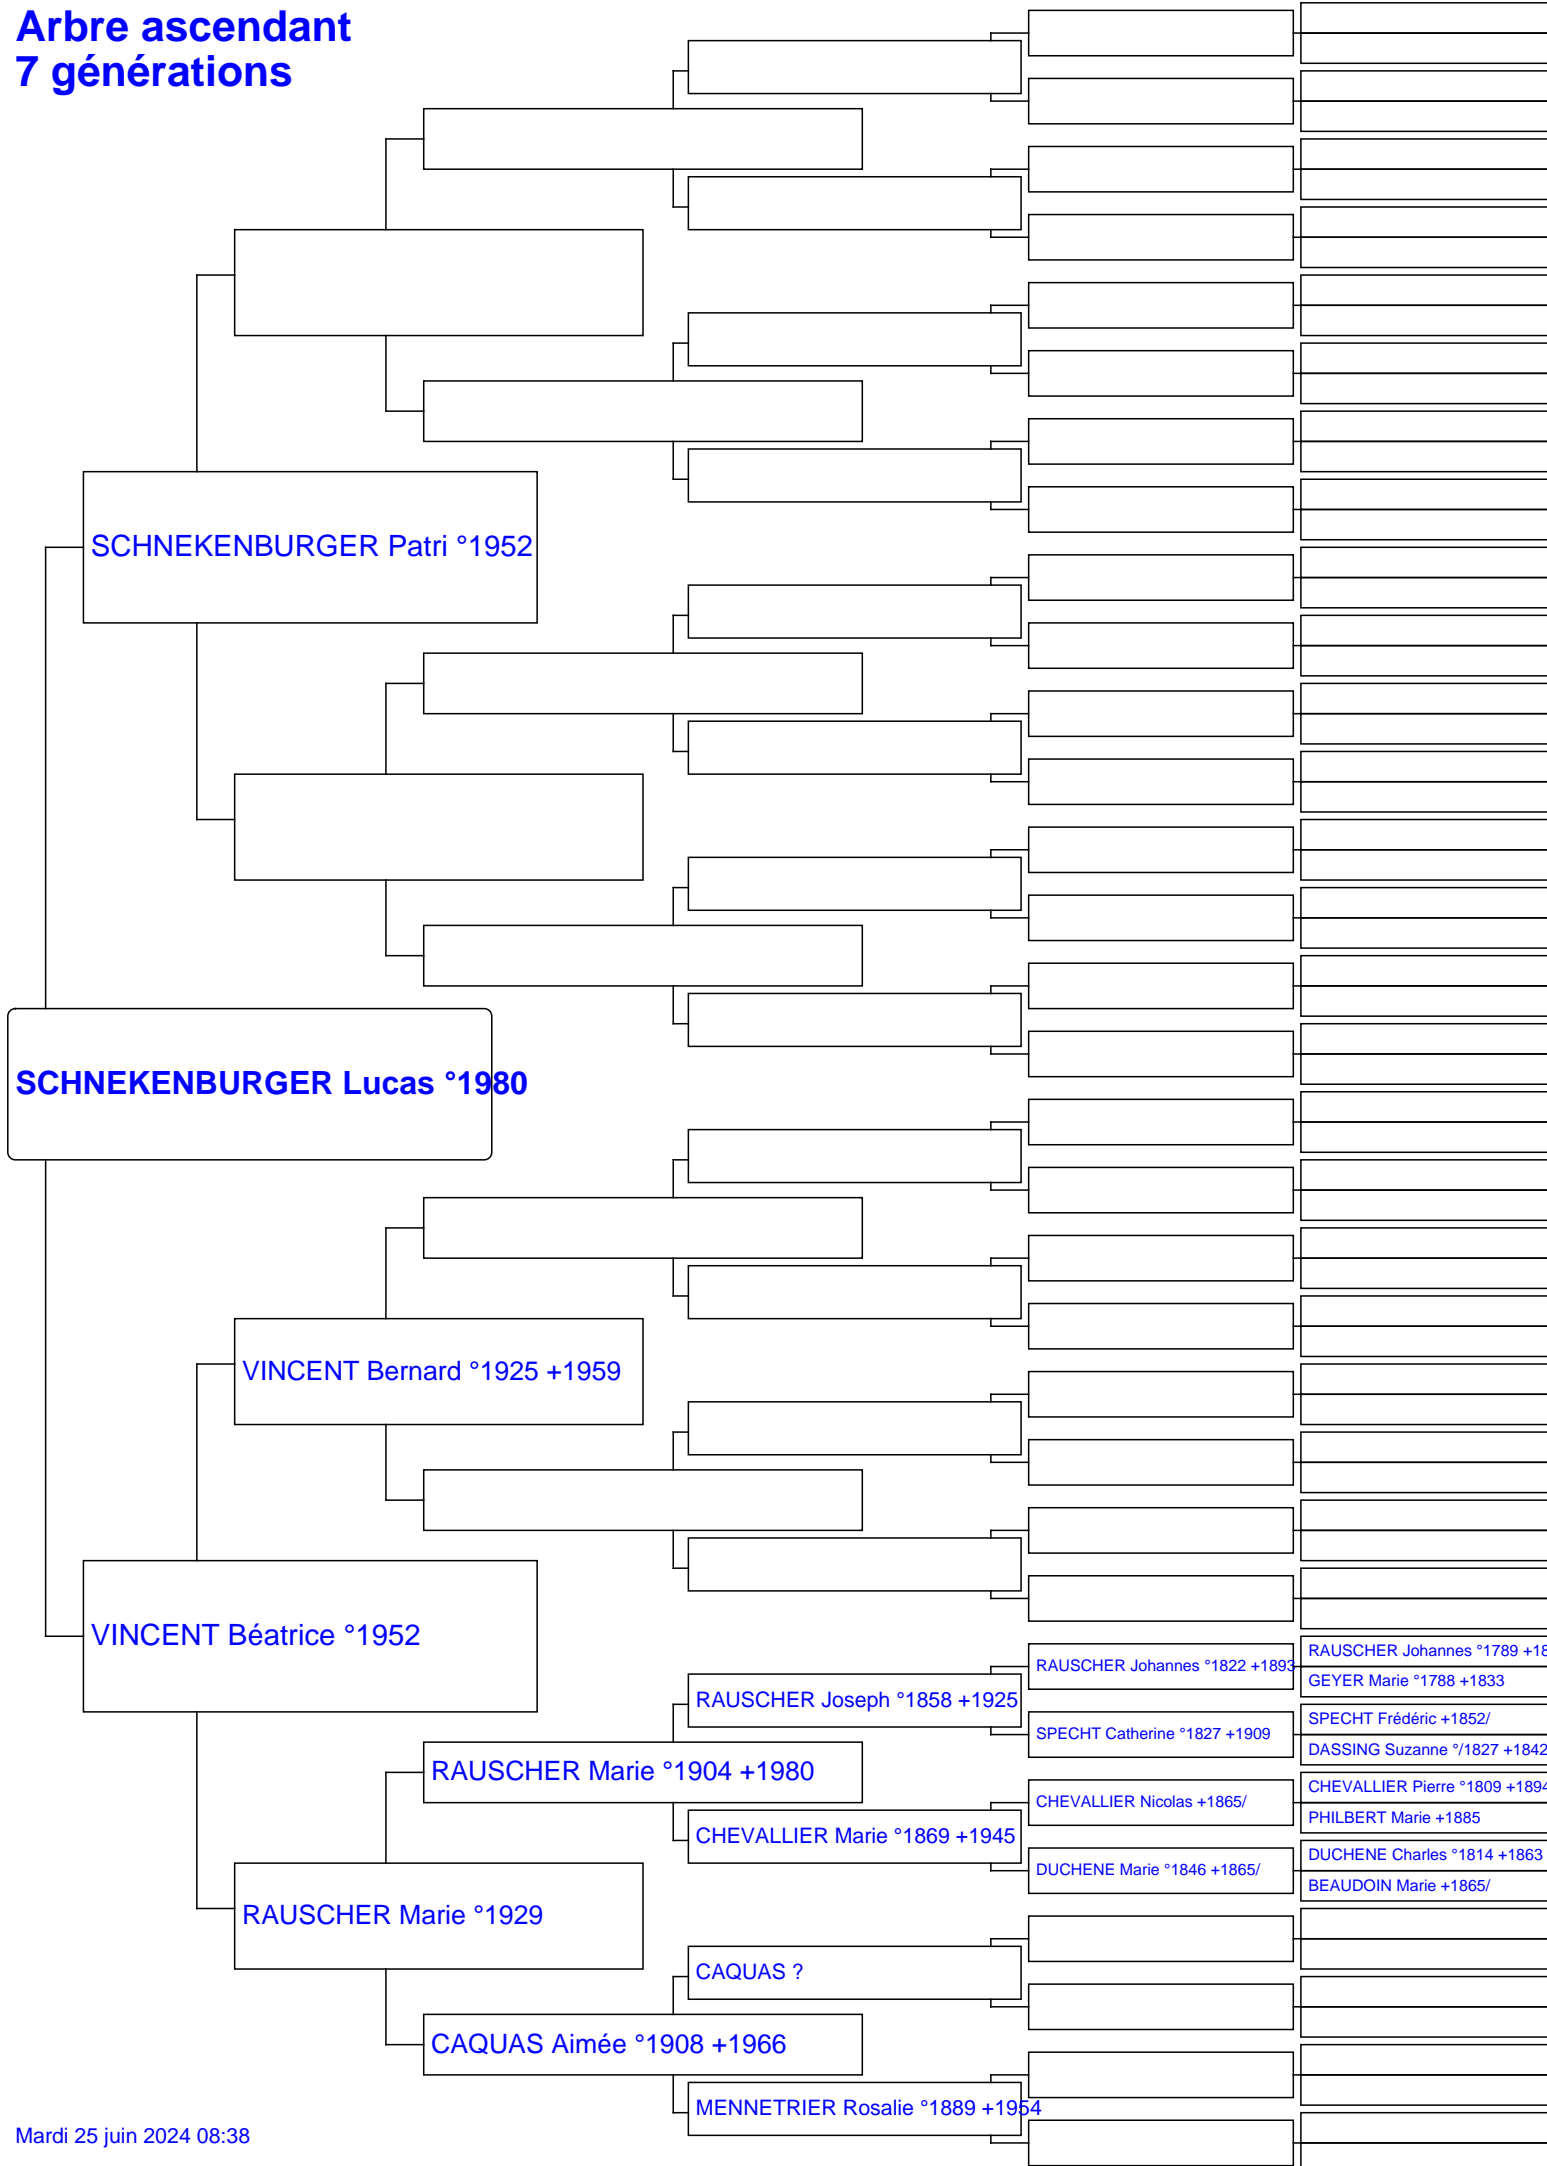 Arbre ascendant
7 générations
SCHNEKENBURGER Patri °1952
SCHNEKENBURGER Lucas °1980
VINCENT Bernard °1925 +1959
VINCENT Béatrice °1952
RAUSCHER Johannes °1822 +1893
RAUSCHER Johannes °1789 +18
GEYER Marie °1788 +1833
RAUSCHER Joseph °1858 +1925
SPECHT Catherine °1827 +1909
SPECHT Frédéric +1852/
DASSING Suzanne °/1827 +1842
RAUSCHER Marie °1904 +1980
CHEVALLIER Nicolas +1865/
CHEVALLIER Pierre °1809 +1894
PHILBERT Marie +1885
CHEVALLIER Marie °1869 +1945
DUCHENE Marie °1846 +1865/
DUCHENE Charles °1814 +1863
BEAUDOIN Marie +1865/
RAUSCHER Marie °1929
CAQUAS ?
CAQUAS Aimée °1908 +1966
MENNETRIER Rosalie °1889 +1954
Mardi 25 juin 2024 08:38